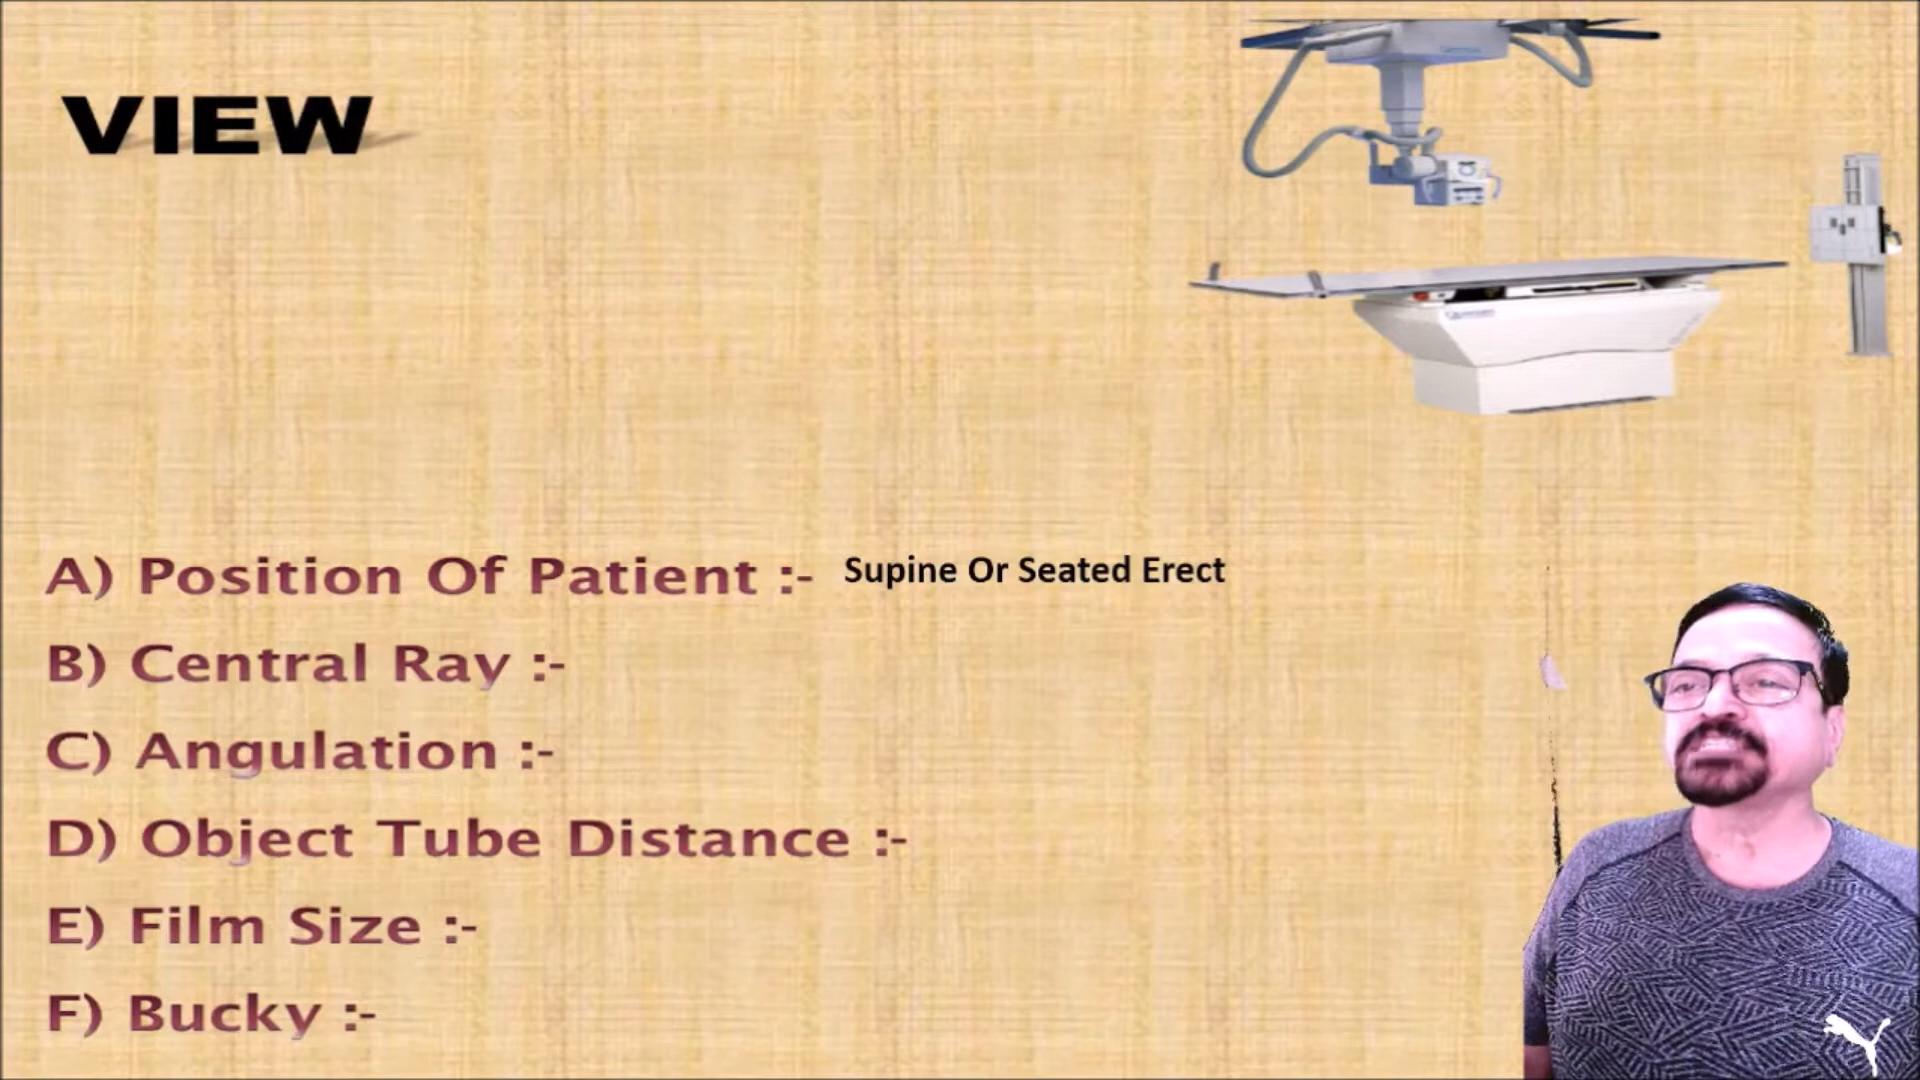 VIEW
A) Position Of Patient :- Supine Or Seated Erect
B) Central Ray :-
C) Angulation :-
D) Object Tube Distance :-
E) Film Size :-
F) Bucky :-